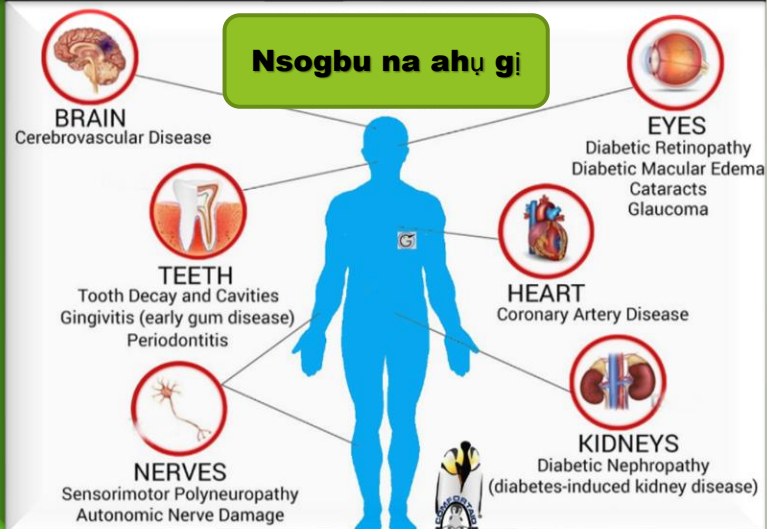 Nsogbu na ahụ gị
BRAIN
Cerebrovascular Disease
EYES
Diabetic Retinopathy
Diabetic Macular Edema
Cataracts
Glaucoma
TEETH
Tooth Decay and Cavities
Gingivitis (early gum disease)
Periodontitis
HEART
Coronary Artery Disease
NERVES
Sensorimotor Polyneuropathy
Autonomic Nerve Damage
KIDNEYS
Diabetic Nephropathy
(diabetes-induced kidney disease)
G